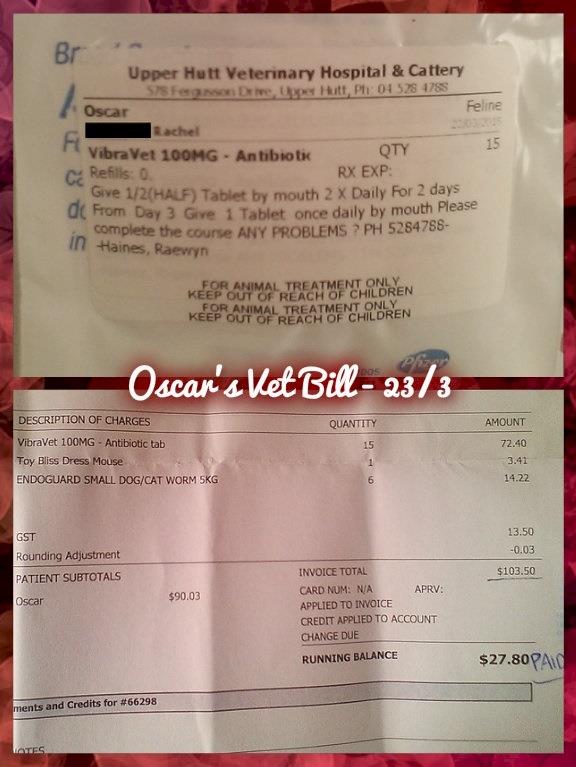 Upper Hutt Veterinary Hospital & Cattery
578 Fergusson Drive, Upper Hutt, Ph: 04 528 4788
Oscar Feline
Rachel
VibraVet 100MG - Antibiotic QTY 15
Refills: 0. RX EXP:
Give 1/2(HALF) Tablet by mouth 2 X Daily For 2 days
From Day 3 Give 1 Tablet once daily by mouth Please
complete the course ANY PROBLEMS ? PH 5284788-
-Haines, Raewyn
FOR ANIMAL TREATMENT ONLY
KEEP OUT OF REACH OF CHILDREN
FOR ANIMAL TREATMENT ONLY
KEEP OUT OF REACH OF CHILDREN
Pfizer
Oscar's Vet Bill - 23/3
DESCRIPTION OF CHARGES QUANTITY AMOUNT
VibraVet 100MG - Antibiotic tab 15 72.40
Toy Bliss Dress Mouse 1 3.41
ENDOGUARD SMALL DOG/CAT WORM 5KG 6 14.22
GST 13.50
Rounding Adjustment -0.03
PATIENT SUBTOTALS INVOICE TOTAL $103.50
Oscar $90.03 CARD NUM: N/A APRV:
APPLIED TO INVOICE
CREDIT APPLIED TO ACCOUNT
CHANGE DUE
RUNNING BALANCE $27.80 PAID
ments and Credits for #66298
NOTES